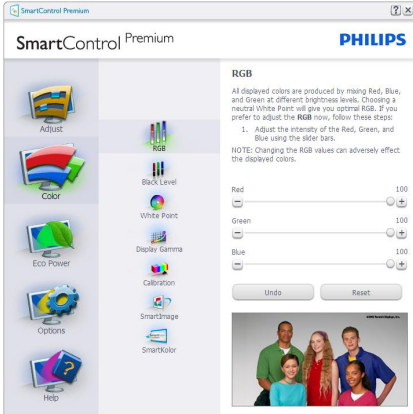 SmartControl Premium
SmartControl Premium
PHILIPS
Adjust
Color
Eco Power
Options
Help
RGB
Black Level
White Point
Display Gamma
Calibration
SmartImage
SmartKolor
RGB
All displayed colors are produced by mixing Red, Blue,
and Green at different brightness levels. Choosing a
neutral White Point will give you optimal RGB. If you
prefer to adjust the RGB now, follow these steps:
1. Adjust the intensity of the Red, Green, and
Blue using the slider bars.
NOTE: Changing the RGB values can adversely effect
the displayed colors.
Red 100
Green 100
Blue 100
Undo
Reset